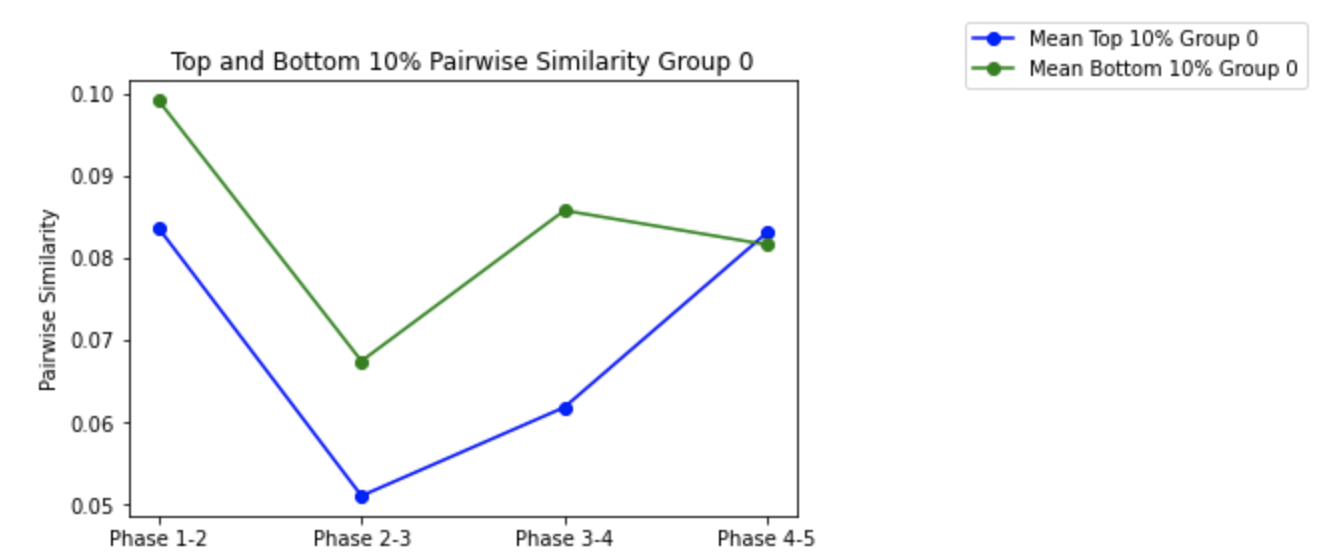 Top and Bottom 10% Pairwise Similarity Group 0
Mean Top 10% Group 0
Mean Bottom 10% Group 0
Pairwise Similarity
0.10
0.09
0.08
0.07
0.06
0.05
Phase 1-2 Phase 2-3 Phase 3-4 Phase 4-5